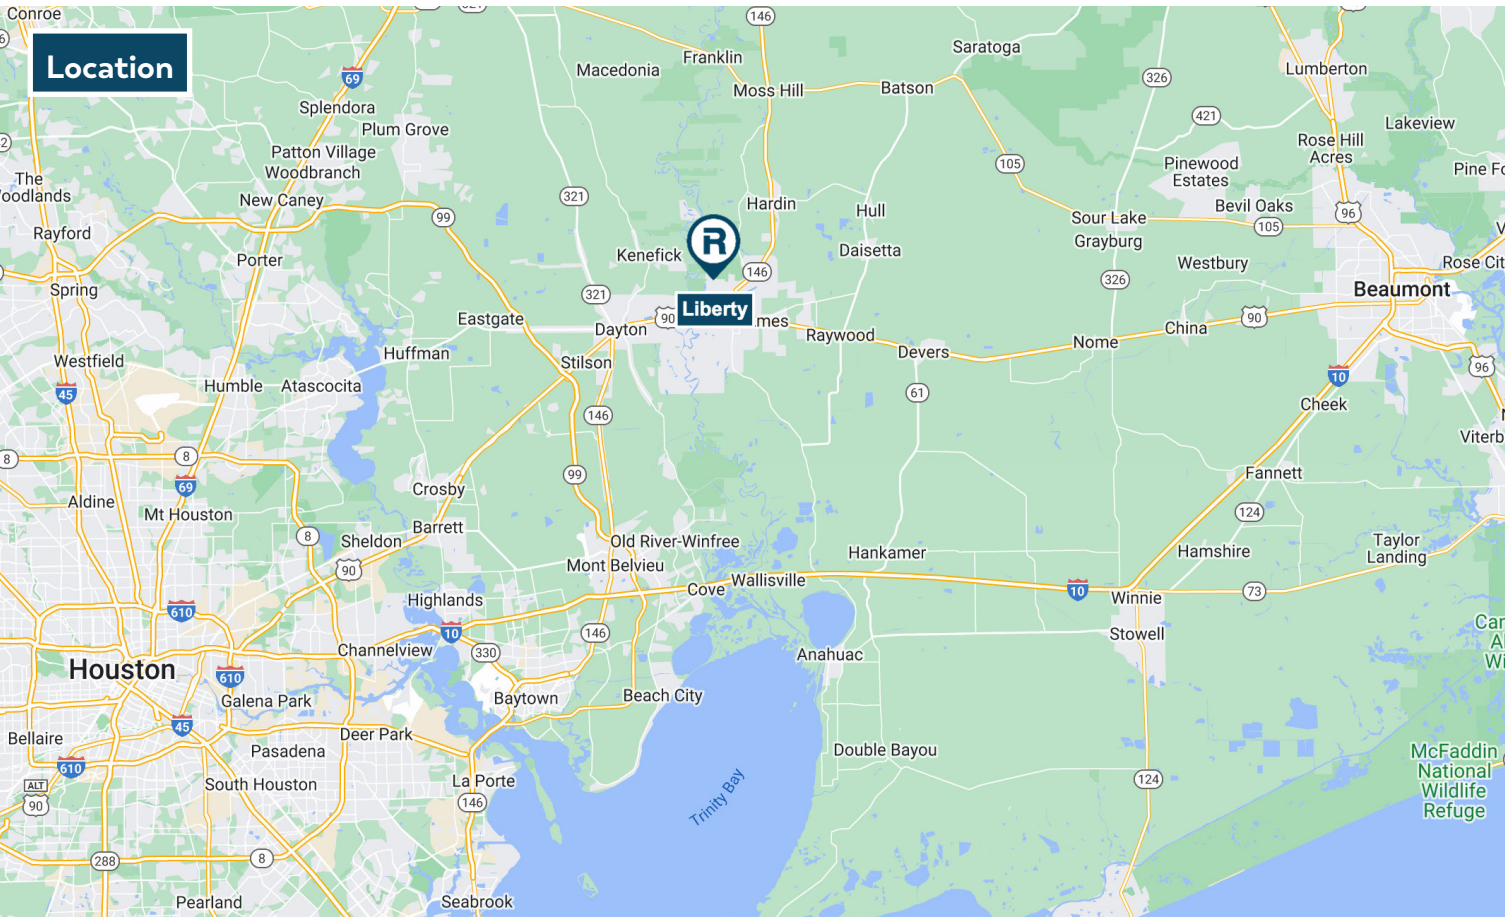 Conroe
321
146
Location
Saratoga
Franklin
Macedonia
69
326
Lumberton
Moss Hill
Batson
Splendora
421
Lakeview
Plum Grove
Rose Hill
Acres
Patton Village
Woodbranch
105
Pinewood
Estates
The
New Caney
321
Hardin
Hull
99
Sour Lake
Bevil Oaks
96
105
Rayford
Grayburg
R
Kenefick
Daisetta
Porter
146
Westbury
Rose Cit
326
Spring
321
Beaumont
Liberty
Eastgate
90
mes
90
Dayton
Raywood
China
Nome
Huffman
Devers
Westfield
Stilson
96
10
Humble
Atascocita
45
61
Cheek
146
8
8
Viterb
Fannett
99
69
Crosby
Aldine
Mt Houston
124
Barrett
8
Sheldon
Old River-Winfree
Taylor
Landing
Hankamer
Hamshire
90
Mont Belvieu
Wallisville
Cove
10
73
Winnie
Highlands
610
10
146
Stowell
Channelview
330
Anahuac
Houston
610
Galena Park
Baytown
Beach City
45
Deer Park
Bellaire
Pasadena
Double Bayou
610
McFaddin
National
Wildlife
Refuge
ALT
90
South Houston
La Porte
124
Trinity Bay
146
288
8
Pearland
Seabrook